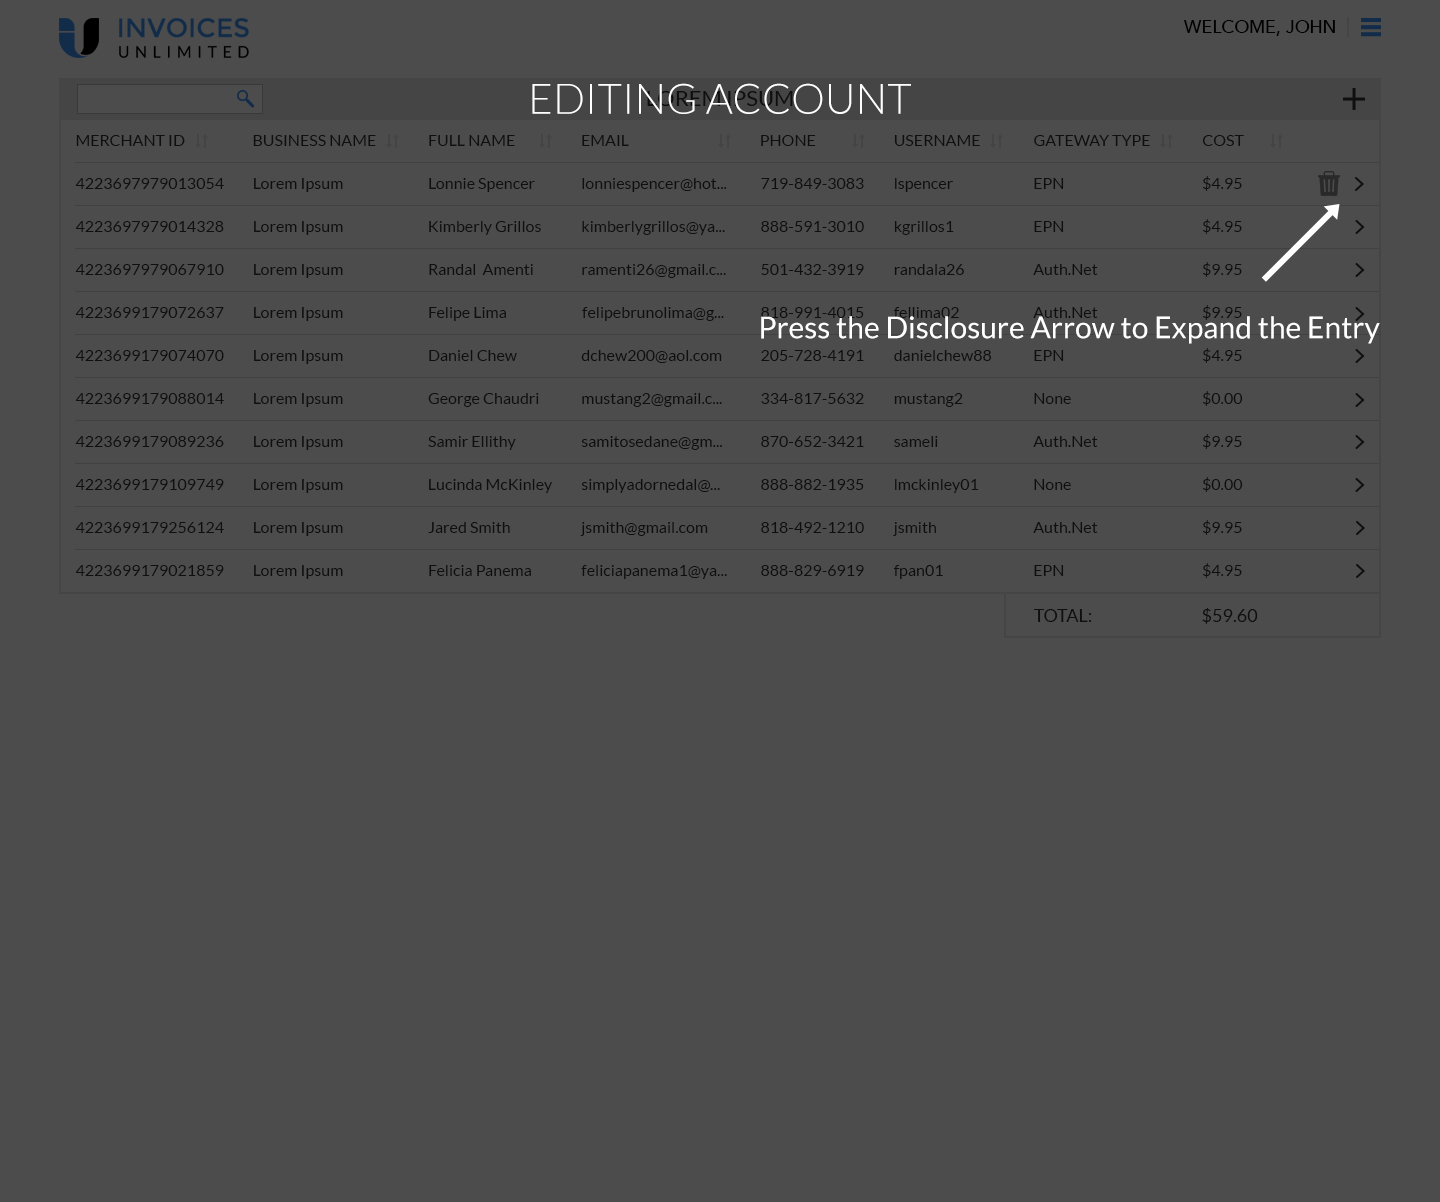 INVOICES
UNLIMITED
WELCOME, JOHN
EDITING ACCOUNT
LOREM IPSUM
MERCHANT ID BUSINESS NAME FULL NAME EMAIL PHONE USERNAME GATEWAY TYPE COST
4223697979013054 Lorem Ipsum Lonnie Spencer lonniespencer@hot... 719-849-3083 lspencer EPN $4.95
4223697979014328 Lorem Ipsum Kimberly Grillos kimberlygrillos@ya... 888-591-3010 kgrillos1 EPN $4.95
4223697979067910 Lorem Ipsum Randal Amenti ramenti26@gmail.c... 501-432-3919 randala26 Auth.Net $9.95
4223697979072637 Lorem Ipsum Felipe Lima felipebrunolima@g... 818-991-4015 fellima02 Auth.Net $9.95
Press the Disclosure Arrow to Expand the Entry
4223699179074070 Lorem Ipsum Daniel Chew dchew200@aol.com 205-728-4191 danielchew88 EPN $4.95
4223699179088014 Lorem Ipsum George Chaudri mustang2@gmail.c... 334-817-5632 mustang2 None $0.00
4223699179089236 Lorem Ipsum Samir Ellithy samitosedane@gm... 870-652-3421 sameli Auth.Net $9.95
4223699179109749 Lorem Ipsum Lucinda McKinley simplyadornedal@... 888-882-1935 lmckinley01 None $0.00
4223699179256124 Lorem Ipsum Jared Smith jsmith@gmail.com 818-492-1210 jsmith Auth.Net $9.95
4223699179021859 Lorem Ipsum Felicia Panema feliciapanema1@ya... 888-829-6919 fpan01 EPN $4.95
TOTAL: $59.60